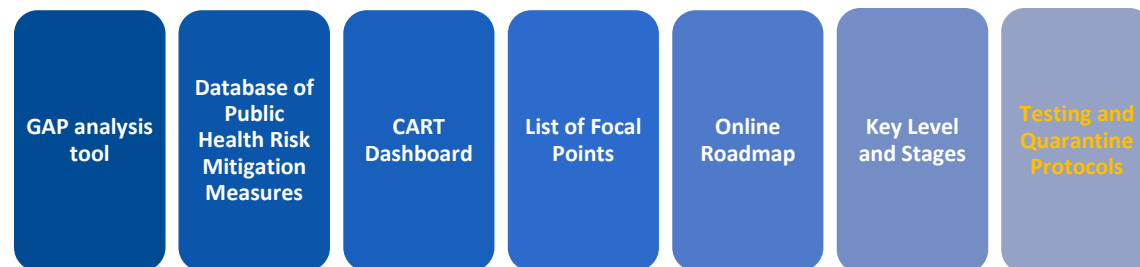 GAP analysis
tool
Database of
Public
Health Risk
Mitigation
Measures
CART
Dashboard
List of Focal
Points
Online
Roadmap
Key Level
and Stages
Testing and
Quarantine
Protocols